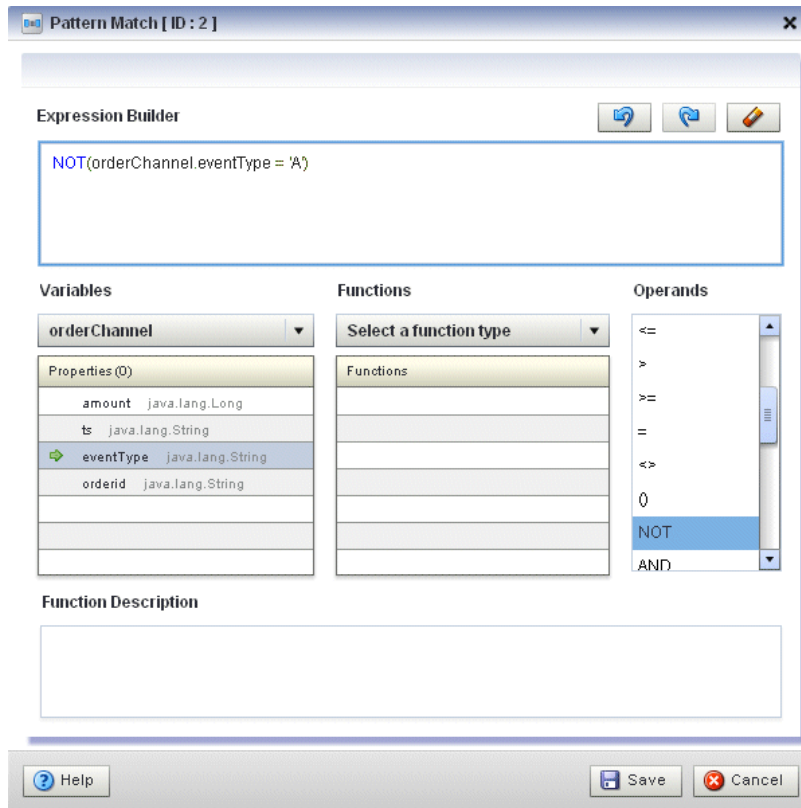 Pattern Match [ ID : 2 ]
Expression Builder
NOT(orderChannel.eventType = 'A')
Variables Functions Operands
orderChannel Select a function type
Properties (0) Functions
amount java.lang.Long
ts java.lang.String
eventType java.lang.String
orderid java.lang.String
<=
>
>=
=
<>
()
NOT
AND
Function Description
Help Save Cancel